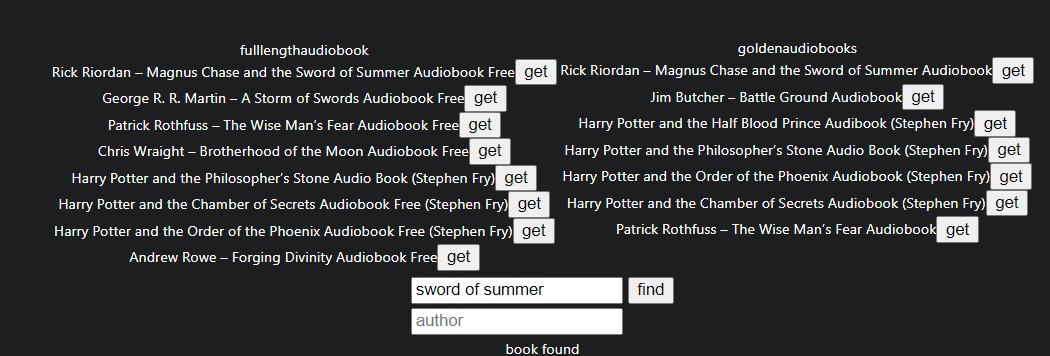 fulllengthaudiobook
Rick Riordan – Magnus Chase and the Sword of Summer Audiobook Free get
George R. R. Martin – A Storm of Swords Audiobook Free get
Patrick Rothfuss – The Wise Man’s Fear Audiobook Free get
Chris Wraight – Brotherhood of the Moon Audiobook Free get
Harry Potter and the Philosopher’s Stone Audio Book (Stephen Fry) get
Harry Potter and the Chamber of Secrets Audiobook Free (Stephen Fry) get
Harry Potter and the Order of the Phoenix Audiobook Free (Stephen Fry) get
Andrew Rowe – Forging Divinity Audiobook Free get
goldenaudiobooks
Rick Riordan – Magnus Chase and the Sword of Summer Audiobook get
Jim Butcher – Battle Ground Audiobook get
Harry Potter and the Half Blood Prince Audibook (Stephen Fry) get
Harry Potter and the Philosopher’s Stone Audio Book (Stephen Fry) get
Harry Potter and the Order of the Phoenix Audiobook (Stephen Fry) get
Harry Potter and the Chamber of Secrets Audiobook (Stephen Fry) get
Patrick Rothfuss – The Wise Man’s Fear Audiobook get
sword of summer find
author
book found